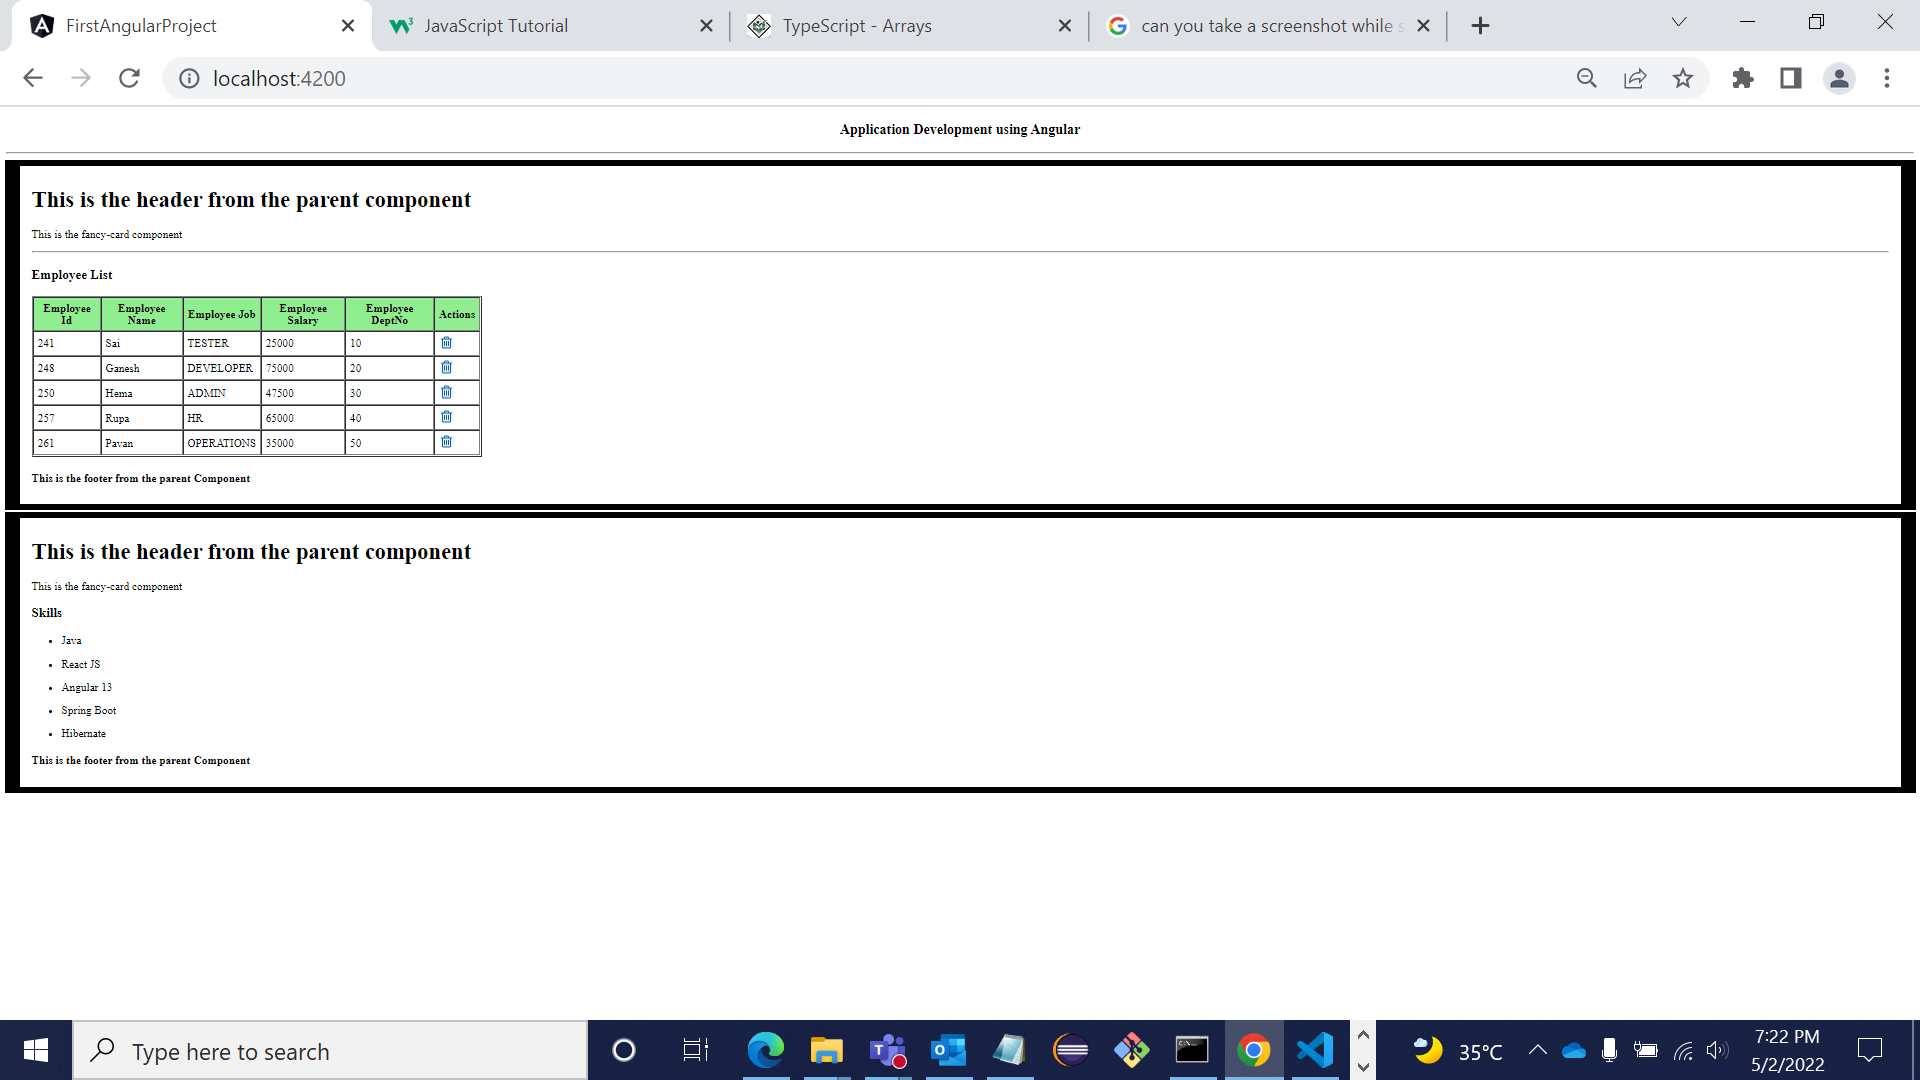 FirstAngularProject
JavaScript Tutorial
TypeScript - Arrays
can you take a screenshot while s
localhost:4200
Application Development using Angular
This is the header from the parent component
This is the fancy-card component
Employee List
Employee Id Employee Name Employee Job Employee Salary Employee DeptNo Actions
241 Sai TESTER 25000 10
248 Ganesh DEVELOPER 75000 20
250 Hema ADMIN 47500 30
257 Rupa HR 65000 40
261 Pavan OPERATIONS 35000 50
This is the footer from the parent Component
This is the header from the parent component
This is the fancy-card component
Skills
• Java
• React JS
• Angular 13
• Spring Boot
• Hibernate
This is the footer from the parent Component
Type here to search
35°C
7:22 PM
5/2/2022